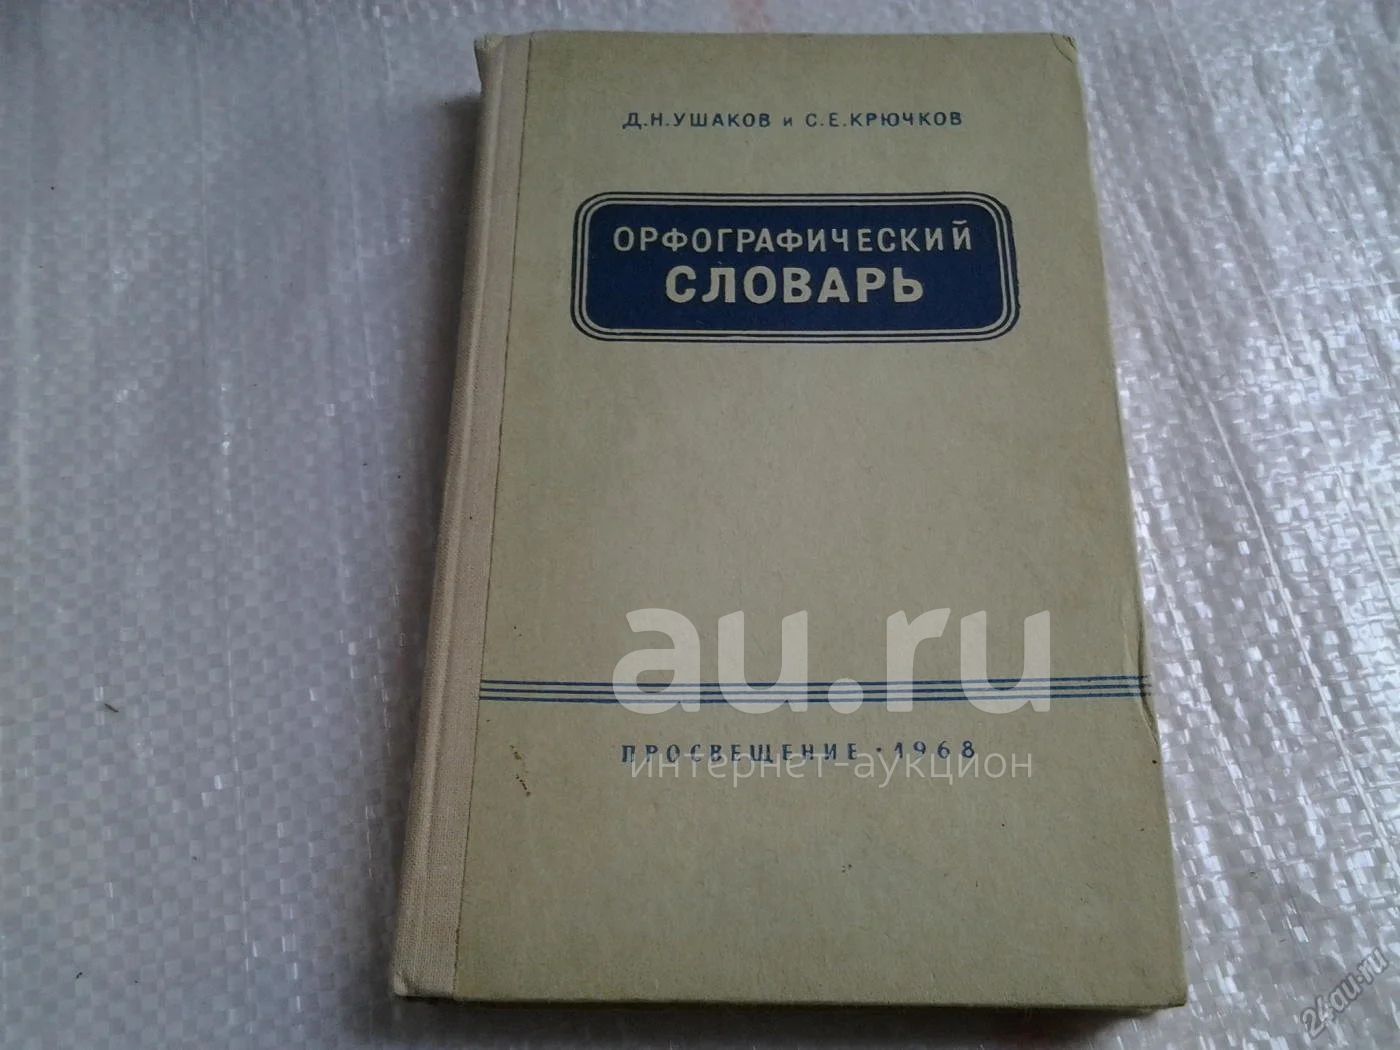 Д.Н.УШАКОВ и С.Е.КРЮЧКОВ
ОРФОГРАФИЧЕСКИЙ
СЛОВАРЬ
au.ru
ПРОСВЕЩЕНИЕ · 1968
интернет-аукцион
24au.ru